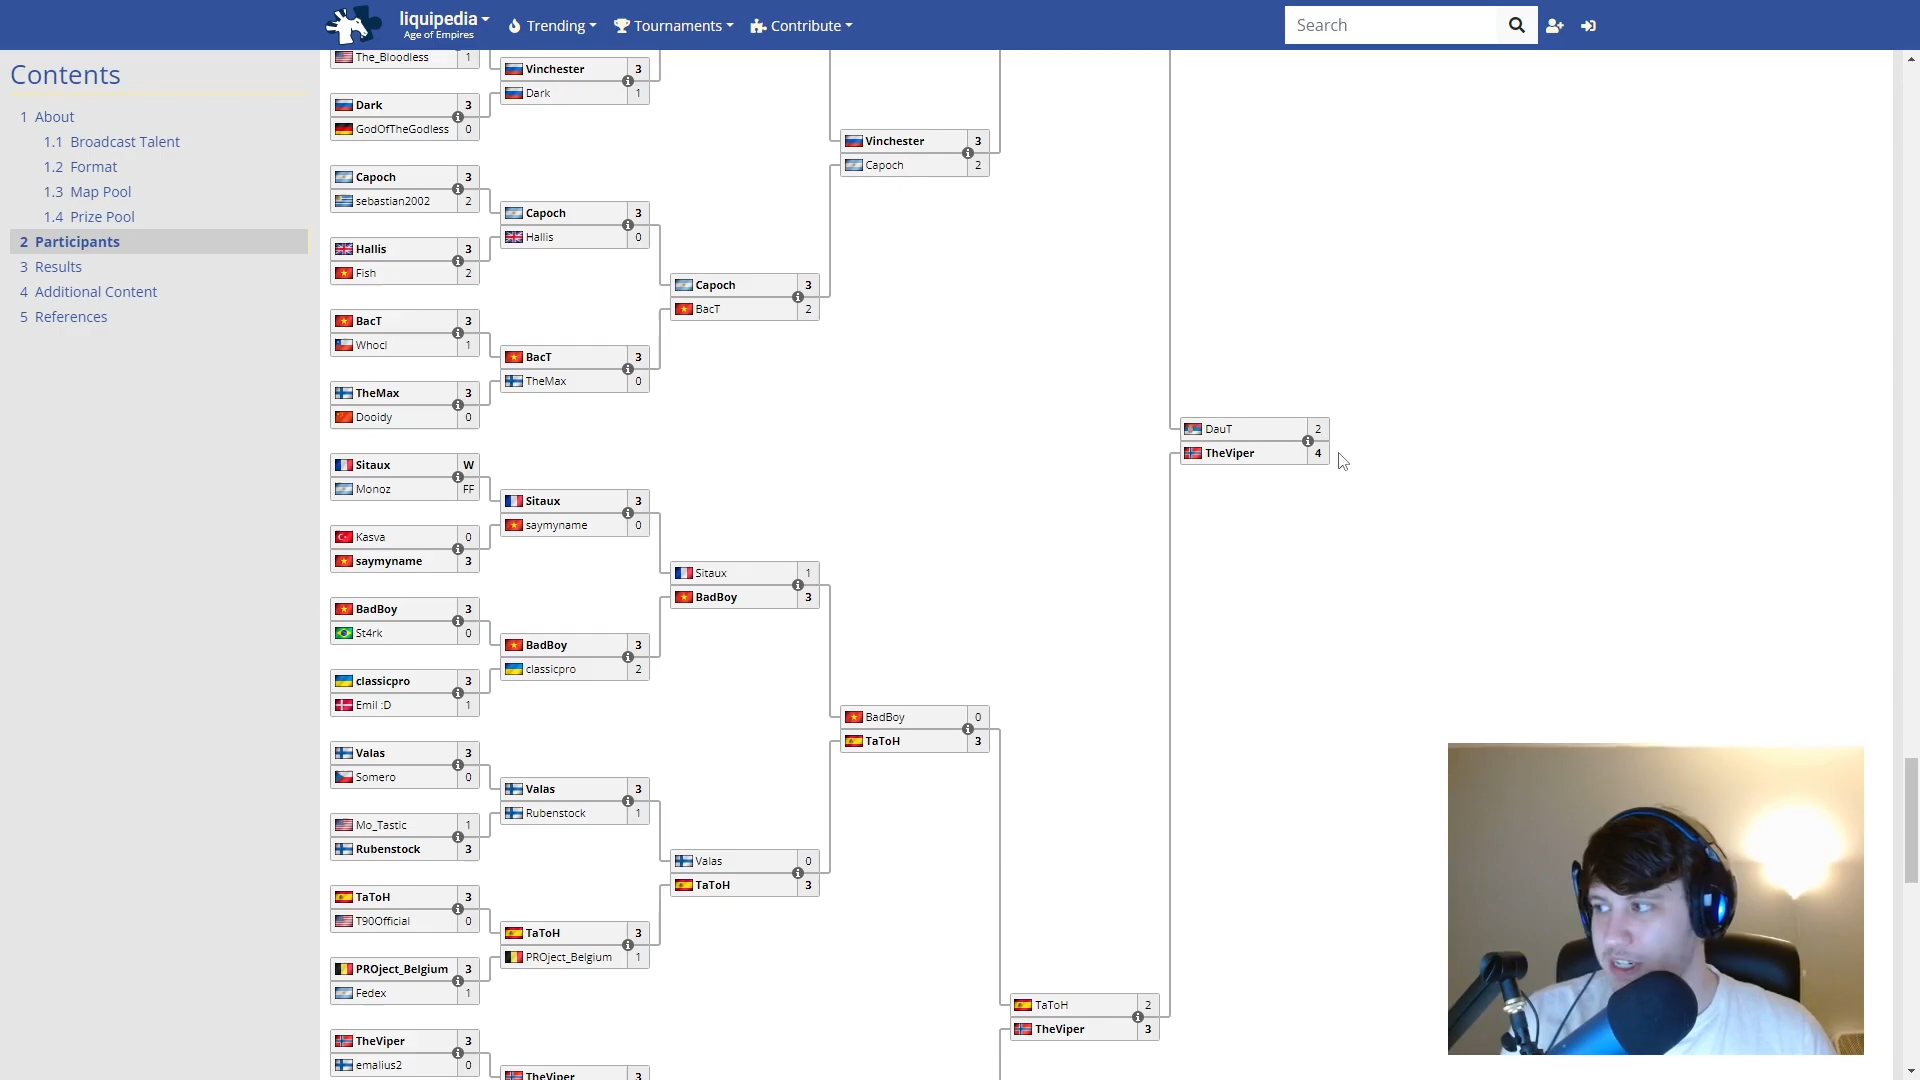 liquipedia
Age of Empires
Trending
Tournaments
Contribute
Search
Contents
1 About
1.1 Broadcast Talent
1.2 Format
1.3 Map Pool
1.4 Prize Pool
2 Participants
3 Results
4 Additional Content
5 References
The_Bloodless 1
Dark 3
GodOfTheGodless 0
Capoch 3
sebastian2002 2
Hallis 3
Fish 2
BacT 3
Whocl 1
TheMax 3
Dooidy 0
Sitaux W
Monoz FF
Kasva 0
saymyname 3
BadBoy 3
St4rk 0
classicpro 3
Emil :D 1
Valas 3
Somero 0
Mo_Tastic 1
Rubenstock 3
TaToH 3
T90Official 0
PROject_Belgium 3
Fedex 1
TheViper 3
emalius2 0
Vinchester 3
Dark 1
Capoch 3
Hallis 0
BacT 3
TheMax 0
Sitaux 3
saymyname 0
BadBoy 3
classicpro 2
Valas 3
Rubenstock 1
TaToH 3
PROject_Belgium 1
TheViper 3
Capoch 3
BacT 2
Sitaux 1
BadBoy 3
Valas 0
TaToH 3
Vinchester 3
Capoch 2
BadBoy 0
TaToH 3
TaToH 2
TheViper 3
DauT 2
TheViper 4